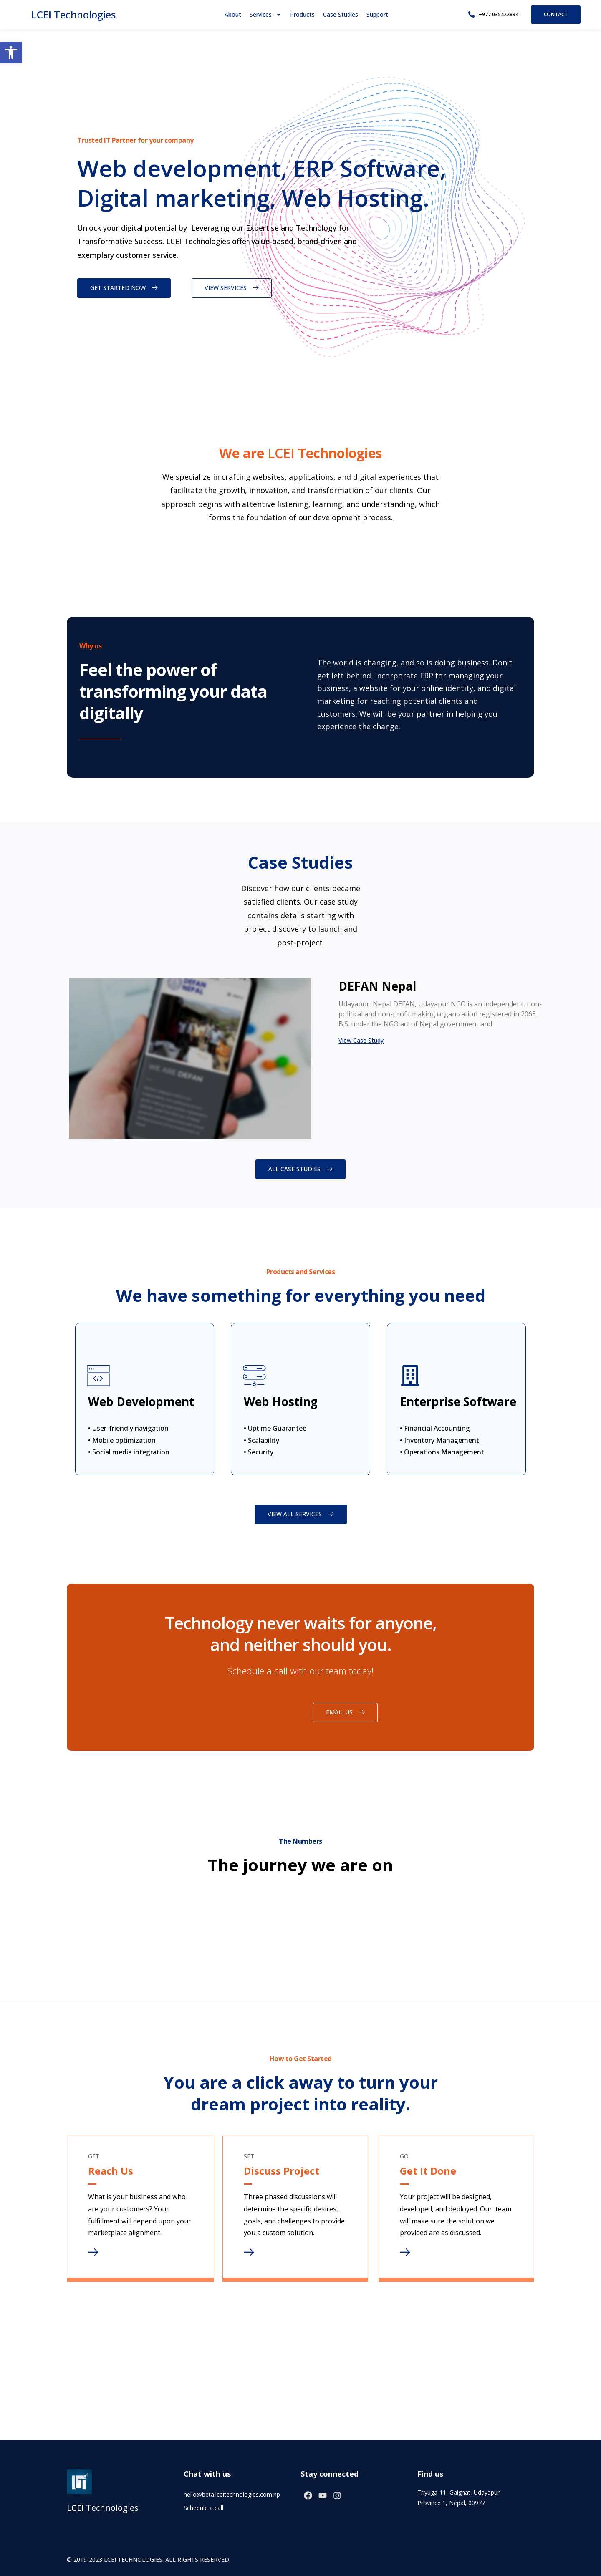 LCEI Technologies
About
Services
Products
Case Studies
Support
+977 035422894
CONTACT
Trusted IT Partner for your company
Web development, ERP Software,
Digital marketing, Web Hosting.
Unlock your digital potential by Leveraging our Expertise and Technology for
Transformative Success. LCEI Technologies offer value-based, brand-driven and
exemplary customer service.
GET STARTED NOW
VIEW SERVICES
We are LCEI Technologies
We specialize in crafting websites, applications, and digital experiences that
facilitate the growth, innovation, and transformation of our clients. Our
approach begins with attentive listening, learning, and understanding, which
forms the foundation of our development process.
Why us
Feel the power of
transforming your data
digitally
The world is changing, and so is doing business. Don't
get left behind. Incorporate ERP for managing your
business, a website for your online identity, and digital
marketing for reaching potential clients and
customers. We will be your partner in helping you
experience the change.
Case Studies
Discover how our clients became
satisfied clients. Our case study
contains details starting with
project discovery to launch and
post-project.
NEPAL
WE ARE DEFAN
DEFAN Nepal
Udayapur, Nepal DEFAN, Udayapur NGO is an independent, non-
political and non-profit making organization registered in 2063
B.S. under the NGO act of Nepal government and
View Case Study
ALL CASE STUDIES
Products and Services
We have something for everything you need
Web Development
• User-friendly navigation
• Mobile optimization
• Social media integration
Web Hosting
• Uptime Guarantee
• Scalability
• Security
Enterprise Software
• Financial Accounting
• Inventory Management
• Operations Management
VIEW ALL SERVICES
Technology never waits for anyone,
and neither should you.
Schedule a call with our team today!
EMAIL US
The Numbers
The journey we are on
How to Get Started
You are a click away to turn your
dream project into reality.
GET
Reach Us
What is your business and who
are your customers? Your
fulfillment will depend upon your
marketplace alignment.
SET
Discuss Project
Three phased discussions will
determine the specific desires,
goals, and challenges to provide
you a custom solution.
GO
Get It Done
Your project will be designed,
developed, and deployed. Our team
will make sure the solution we
provided are as discussed.
LCEI Technologies
Chat with us
hello@beta.lceitechnologies.com.np
Schedule a call
Stay connected
Find us
Triyuga-11, Gaighat, Udayapur
Province 1, Nepal, 00977
© 2019-2023 LCEI TECHNOLOGIES. ALL RIGHTS RESERVED.